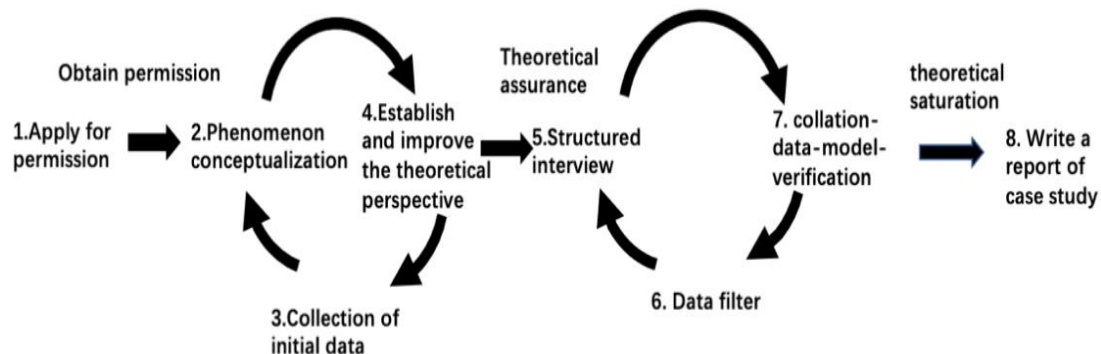 Obtain permission
1.Apply for
permission
2.Phenomenon
conceptualization
3.Collection of
initial data
4.Establish
and improve
the theoretical
perspective
Theoretical
assurance
5.Structured
interview
6. Data filter
7. collation-
data-model-
verification
theoretical
saturation
8. Write a
report of
case study